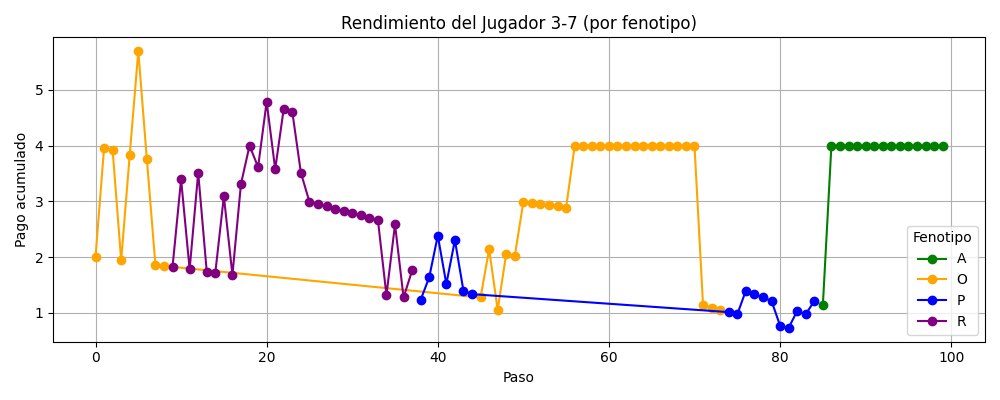 Rendimiento del Jugador 3-7 (por fenotipo)
Pago acumulado
5
4
3
2
1
0
20
40
60
80
100
Paso
Fenotipo
A
O
P
R